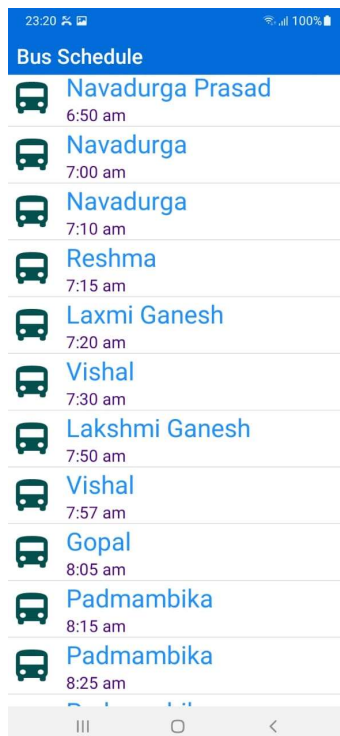 23:20 100%
Bus Schedule
Navadurga Prasad
6:50 am
Navadurga
7:00 am
Navadurga
7:10 am
Reshma
7:15 am
Laxmi Ganesh
7:20 am
Vishal
7:30 am
Lakshmi Ganesh
7:50 am
Vishal
7:57 am
Gopal
8:05 am
Padmambika
8:15 am
Padmambika
8:25 am